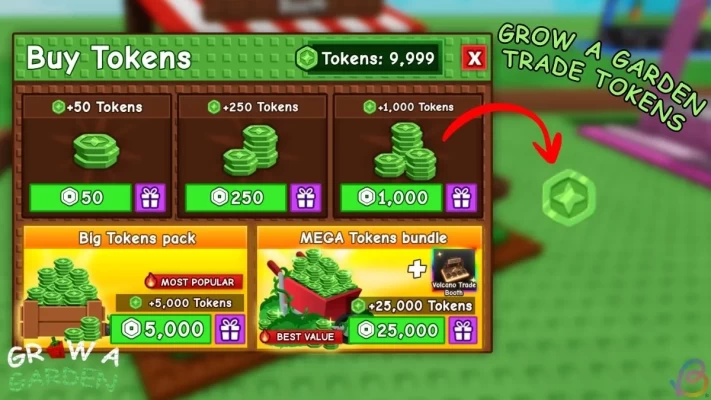 Buy Tokens
Tokens: 9,999
X
GROW A GARDEN
TRADE TOKENS
+50 Tokens
+250 Tokens
+1,000 Tokens
50
250
1,000
Big Tokens pack
MOST POPULAR
+5,000 Tokens
5,000
MEGA Tokens bundle
+
Volcano Trade
Booth
+25,000 Tokens
BEST VALUE
25,000
GROW A
GARDEN